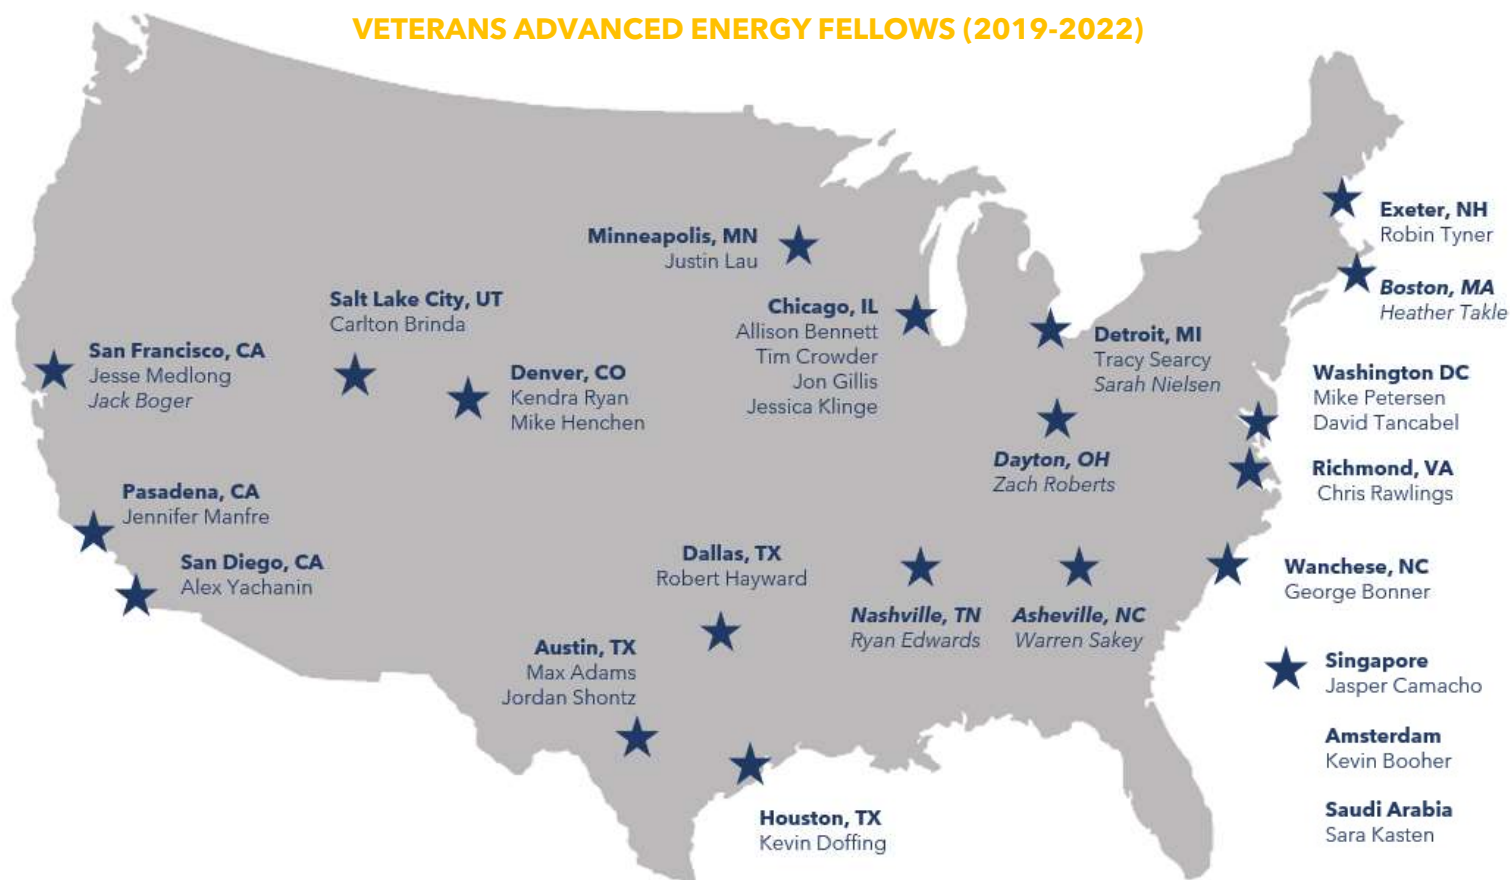 VETERANS ADVANCED ENERGY FELLOWS (2019-2022)
Exeter, NH
Robin Tyner
Minneapolis, MN
Justin Lau
Boston, MA
Heather Takle
Salt Lake City, UT
Carlton Brinda
Chicago, IL
Allison Bennett
Tim Crowder
Jon Gillis
Jessica Klinge
Detroit, MI
Tracy Searcy
Sarah Nielsen
San Francisco, CA
Jesse Medlong
Jack Boger
Denver, CO
Kendra Ryan
Mike Henchen
Washington DC
Mike Petersen
David Tancabel
Dayton, OH
Zach Roberts
Richmond, VA
Chris Rawlings
Pasadena, CA
Jennifer Manfre
San Diego, CA
Alex Yachanin
Dallas, TX
Robert Hayward
Wanchese, NC
George Bonner
Nashville, TN
Ryan Edwards
Asheville, NC
Warren Sakey
Austin, TX
Max Adams
Jordan Shontz
Singapore
Jasper Camacho
Amsterdam
Kevin Booher
Houston, TX
Kevin Doffing
Saudi Arabia
Sara Kasten